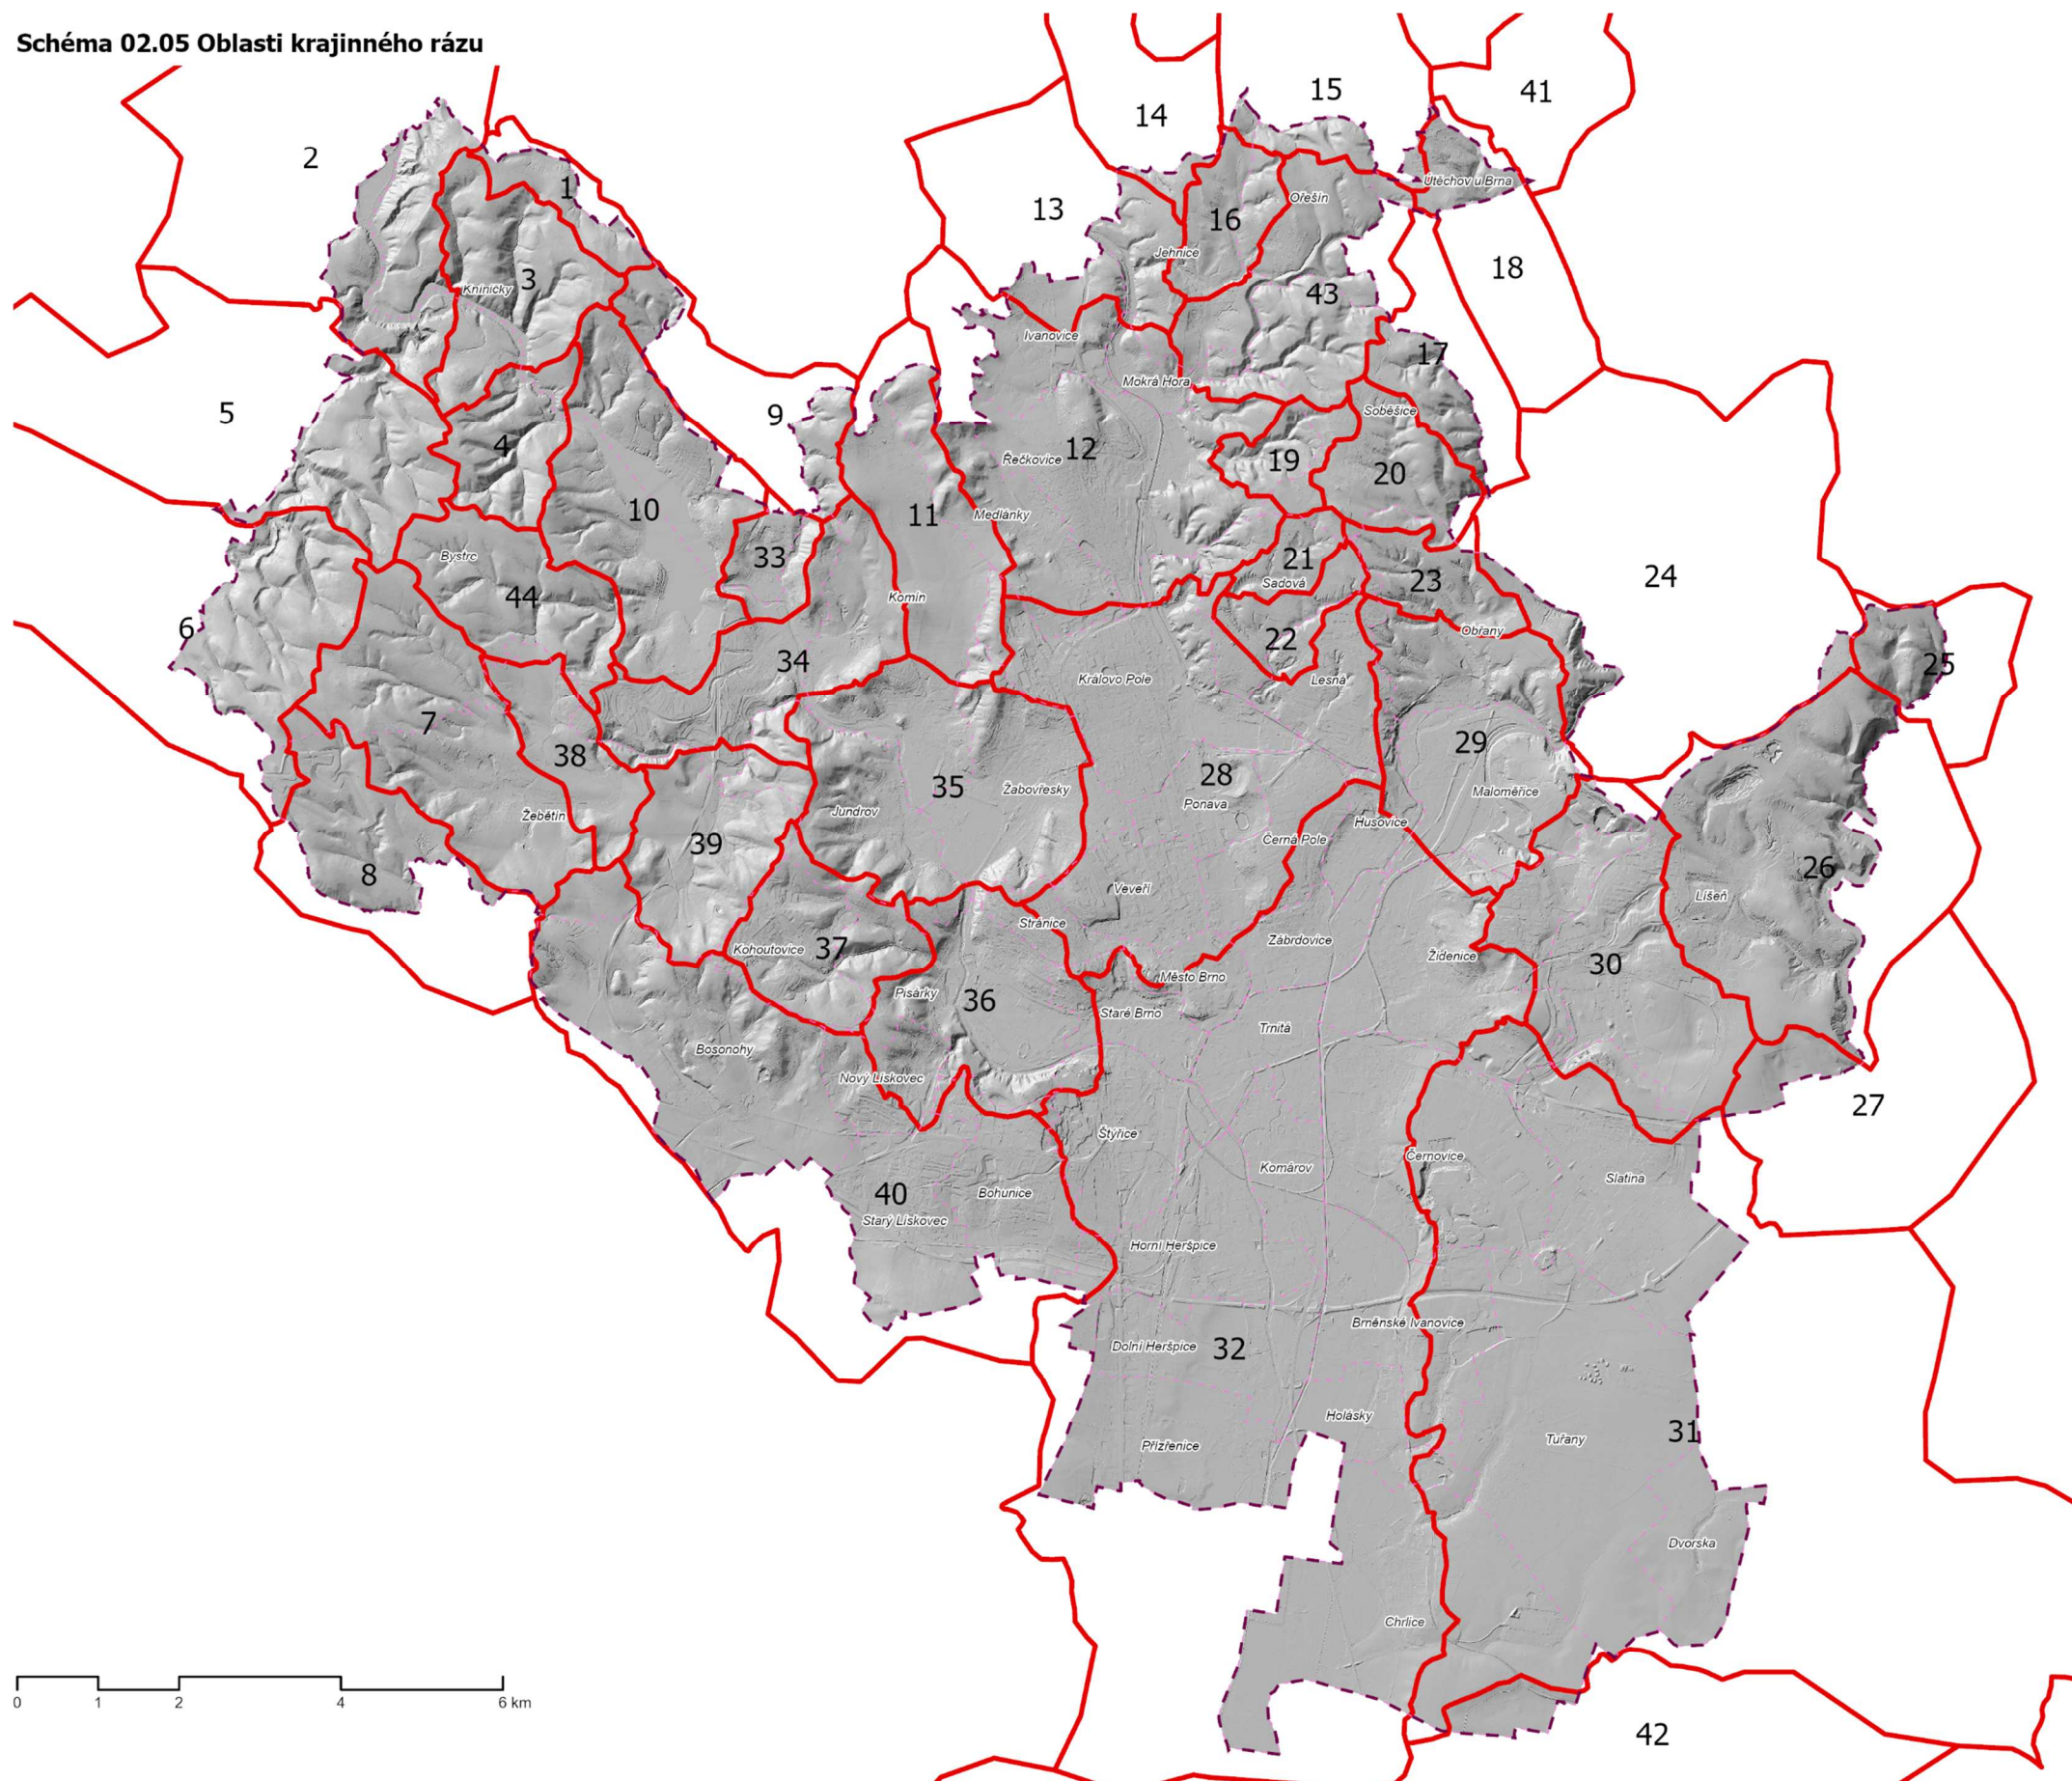 Schéma 02.05 Oblasti krajinného rázu
41
15
14
2
Útěchov u Brna
1
Ořešín
13
16
Jehnice
18
3
Kníničky
43
Ivanovice
17
Mokrá Hora
5
9
Soběšice
4
12
Řečkovice
19
20
10
11
Medlánky
Bystrc
33
21
Sadová
23
24
44
Komín
6
Obřany
22
34
25
Královo Pole
Lesná
7
38
29
28
35
Žabovřesky
Maloměřice
Ponava
Jundrov
Žebětín
Husovice
39
Černá Pole
8
26
Veveří
Líšeň
Stránice
Zábrdovice
Kohoutovice
37
Židenice
30
Město Brno
Pisárky
36
Staré Brno
Trnitá
Bosonohy
Nový Lískovec
27
Štýřice
Černovice
Komárov
Slatina
40
Bohunice
Starý Lískovec
Horní Heršpice
Brněnské Ivanovice
Dolní Heršpice
32
Holásky
31
Přízřenice
Tuřany
Dvorska
Chrlice
42
0 1 2 4 6 km